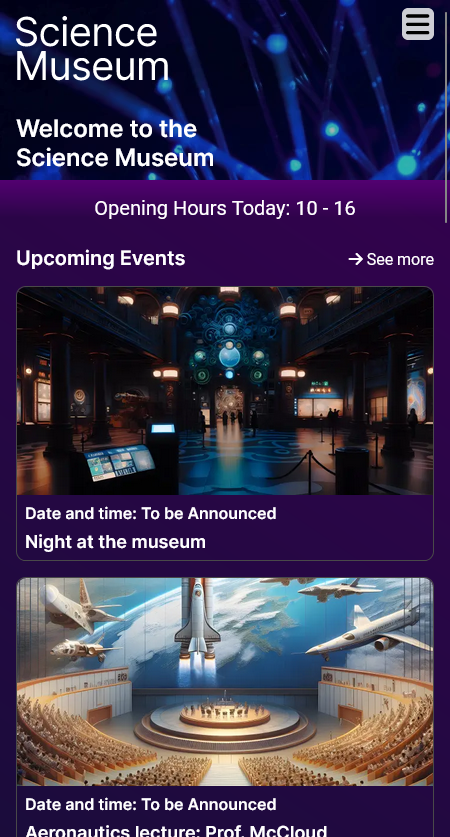 Science
Museum
Welcome to the
Science Museum
Opening Hours Today: 10 - 16
Upcoming Events
→ See more
Date and time: To be Announced
Night at the museum
Date and time: To be Announced
Aeronautics lecture: Prof. McCloud